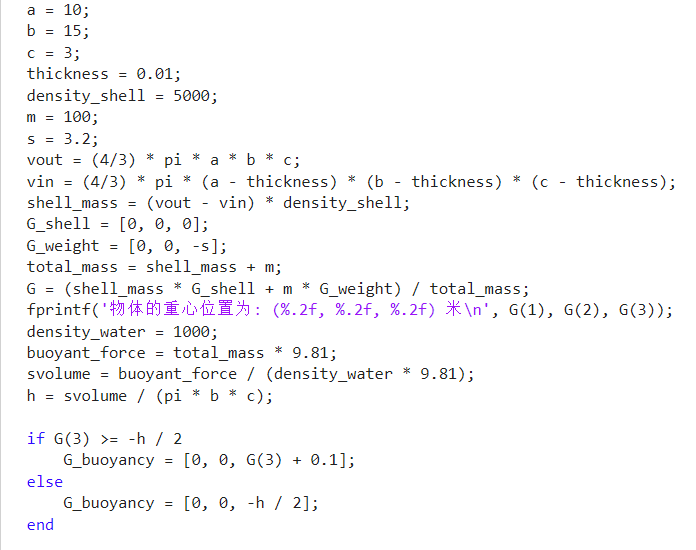 a = 10;
b = 15;
c = 3;
thickness = 0.01;
density_shell = 5000;
m = 100;
s = 3.2;
vout = (4/3) * pi * a * b * c;
vin = (4/3) * pi * (a - thickness) * (b - thickness) * (c - thickness);
shell_mass = (vout - vin) * density_shell;
G_shell = [0, 0, 0];
G_weight = [0, 0, -s];
total_mass = shell_mass + m;
G = (shell_mass * G_shell + m * G_weight) / total_mass;
fprintf('物体的重心位置为: (%.2f, %.2f, %.2f) 米\n', G(1), G(2), G(3));
density_water = 1000;
buoyant_force = total_mass * 9.81;
svolume = buoyant_force / (density_water * 9.81);
h = svolume / (pi * b * c);

if G(3) >= -h / 2
    G_buoyancy = [0, 0, G(3) + 0.1];
else
    G_buoyancy = [0, 0, -h / 2];
end